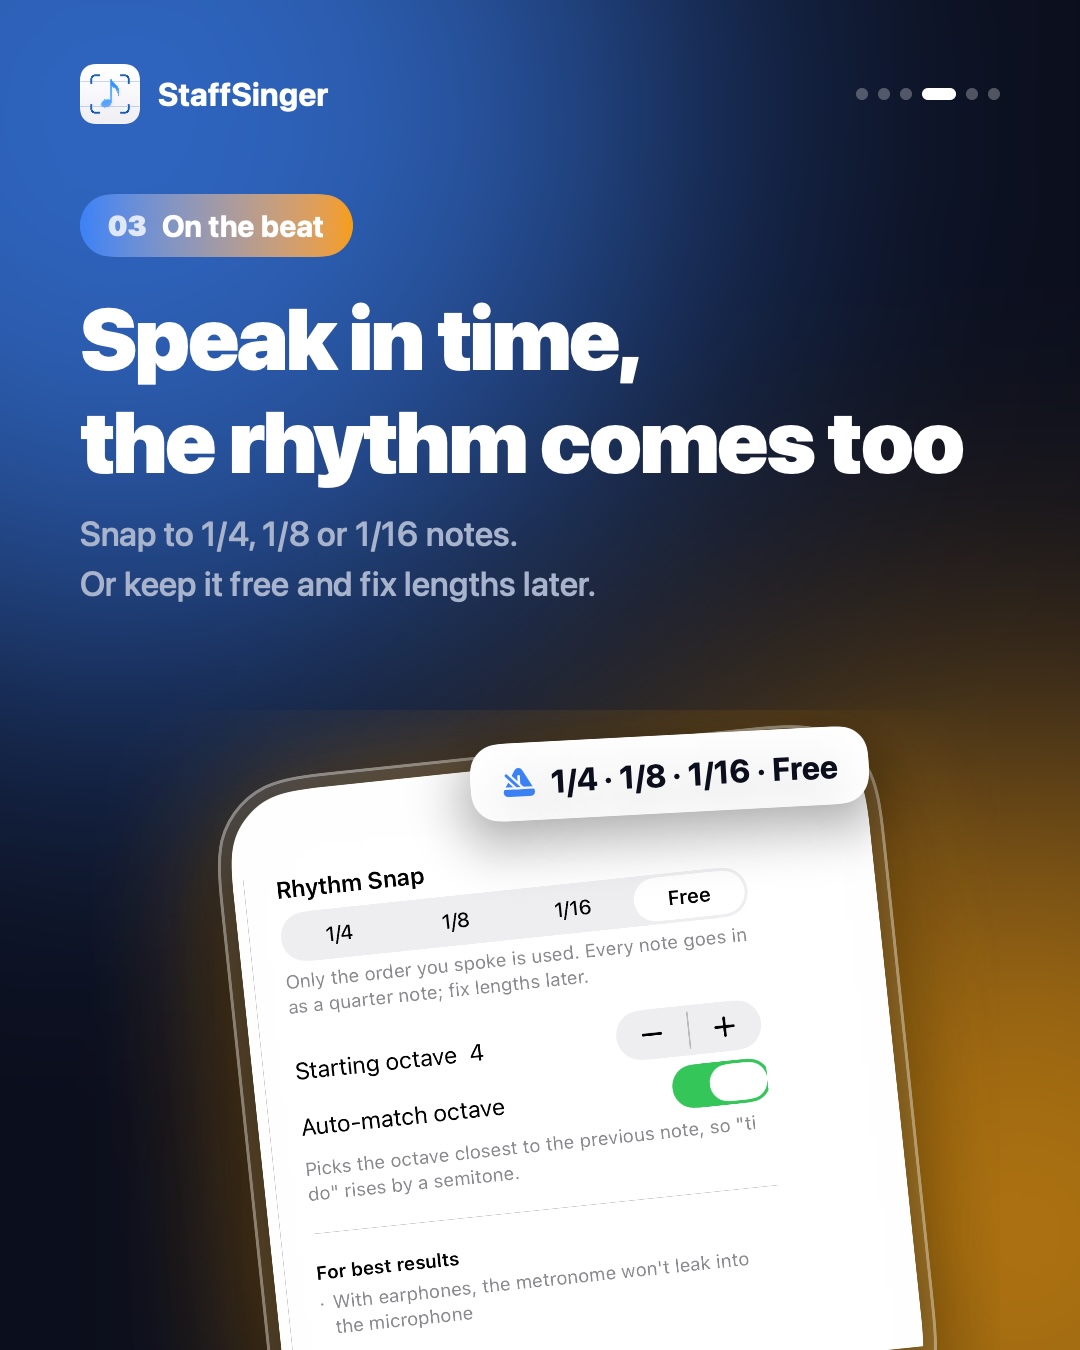 StaffSinger
03 On the beat
Speak in time,
the rhythm comes too
Snap to 1/4, 1/8 or 1/16 notes.
Or keep it free and fix lengths later.
1/4 · 1/8 · 1/16 · Free
Rhythm Snap
1/4 1/8 1/16 Free
Only the order you spoke is used. Every note goes in
as a quarter note; fix lengths later.
Starting octave 4
Auto-match octave
Picks the octave closest to the previous note, so "ti
do" rises by a semitone.
For best results
· With earphones, the metronome won't leak into
the microphone